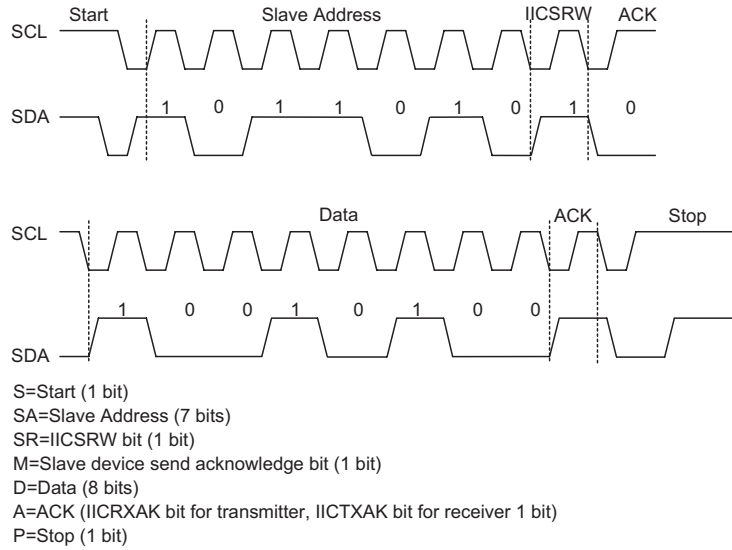 Start Slave Address IICSRW ACK
SCL
1 0 1 1 0 1 0 1 0
SDA
Data ACK Stop
SCL
1 0 0 1 0 1 0 0
SDA
S=Start (1 bit)
SA=Slave Address (7 bits)
SR=IICSRW bit (1 bit)
M=Slave device send acknowledge bit (1 bit)
D=Data (8 bits)
A=ACK (IICRXAK bit for transmitter, IICTXAK bit for receiver 1 bit)
P=Stop (1 bit)